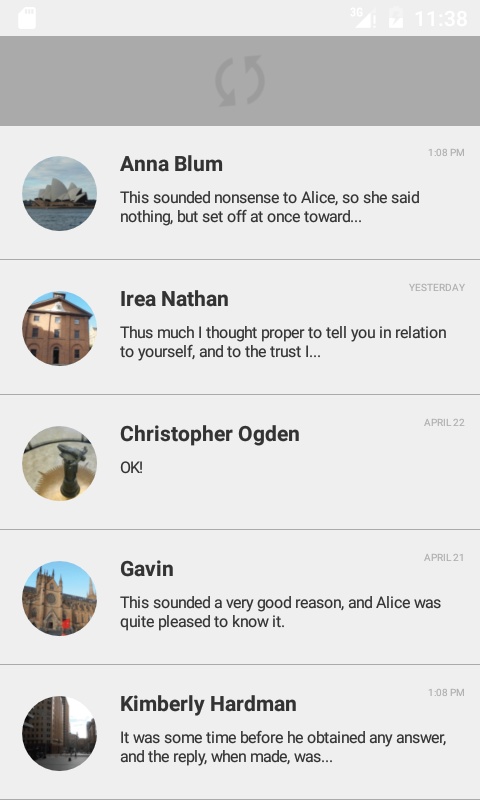 3G 11:38
1:08 PM
Anna Blum
This sounded nonsense to Alice, so she said
nothing, but set off at once toward...
YESTERDAY
Irea Nathan
Thus much I thought proper to tell you in relation
to yourself, and to the trust I...
APRIL 22
Christopher Ogden
OK!
APRIL 21
Gavin
This sounded a very good reason, and Alice was
quite pleased to know it.
1:08 PM
Kimberly Hardman
It was some time before he obtained any answer,
and the reply, when made, was...